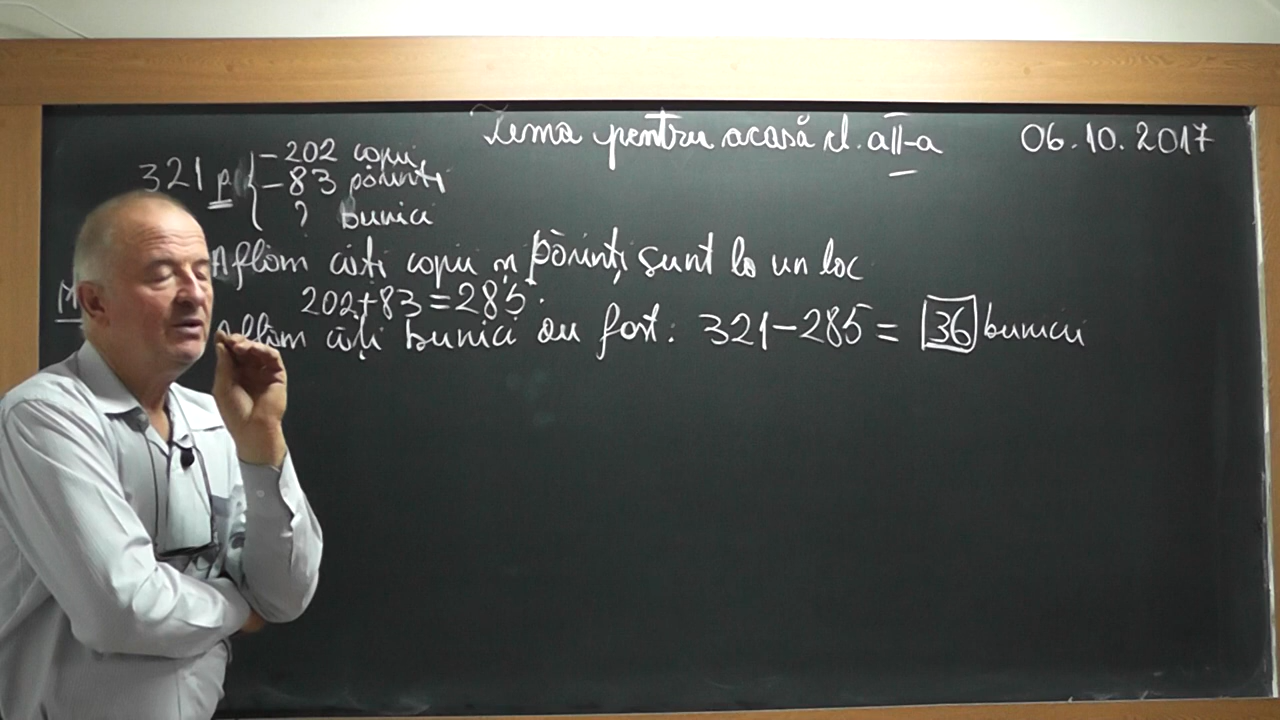 Tema pentru acasă cl. a II-a 06.10.2017
321 p. - 202 copii
- 83 părinți
? bunici
Aflăm câți copii și părinți sunt la un loc
202+83=285.
Aflăm câți bunici au fost: 321-285= 36 bunici